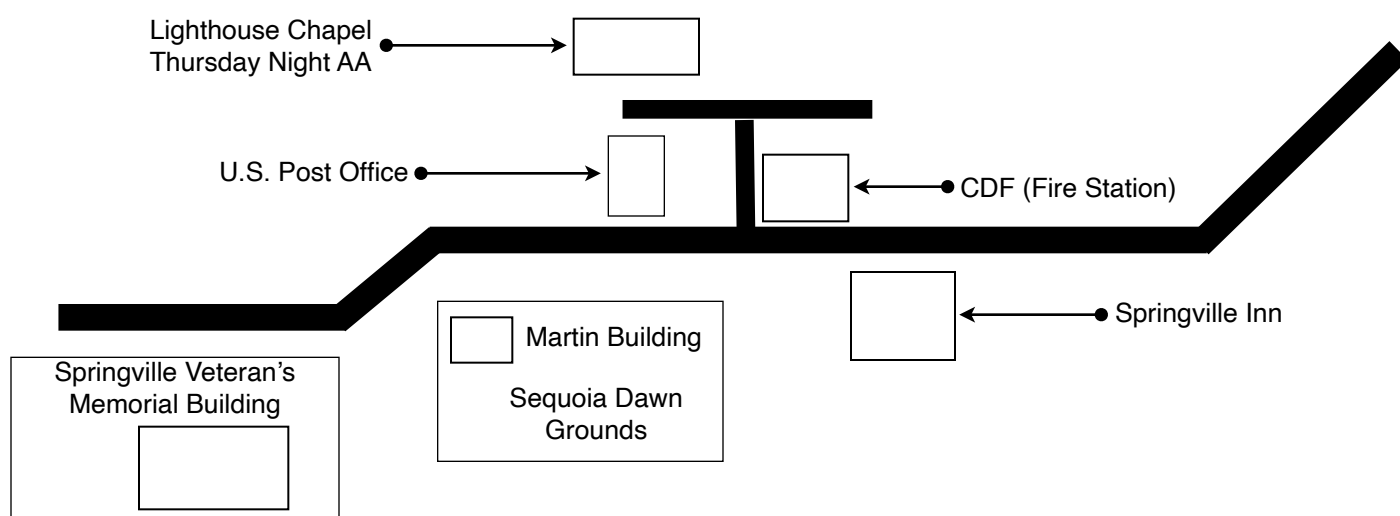 Lighthouse Chapel
Thursday Night AA
U.S. Post Office
CDF (Fire Station)
Springville Inn
Martin Building
Sequoia Dawn
Grounds
Springville Veteran's
Memorial Building